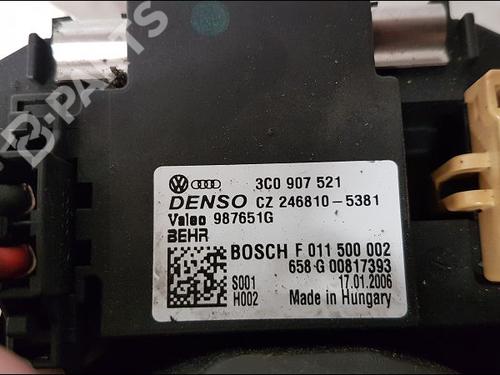 B-PARTS
3C0 907 521
DENSO CZ 246810-5381
Valeo 987651G
BEHR
BOSCH F 011 500 002
658-G 00817393
S001 17.01.2006
H002 Made in Hungary